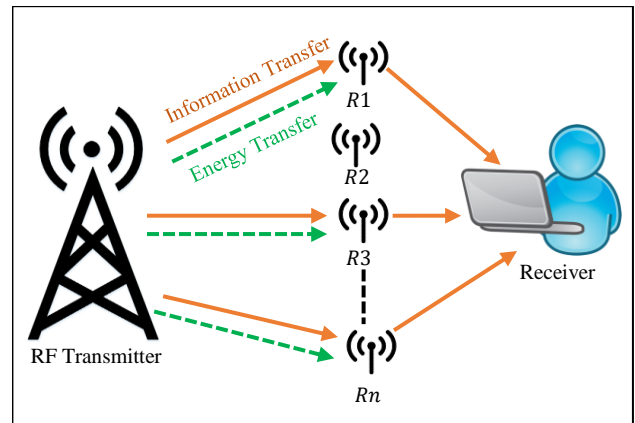 Information Transfer
Energy Transfer
R1
R2
R3
Rn
RF Transmitter
Receiver